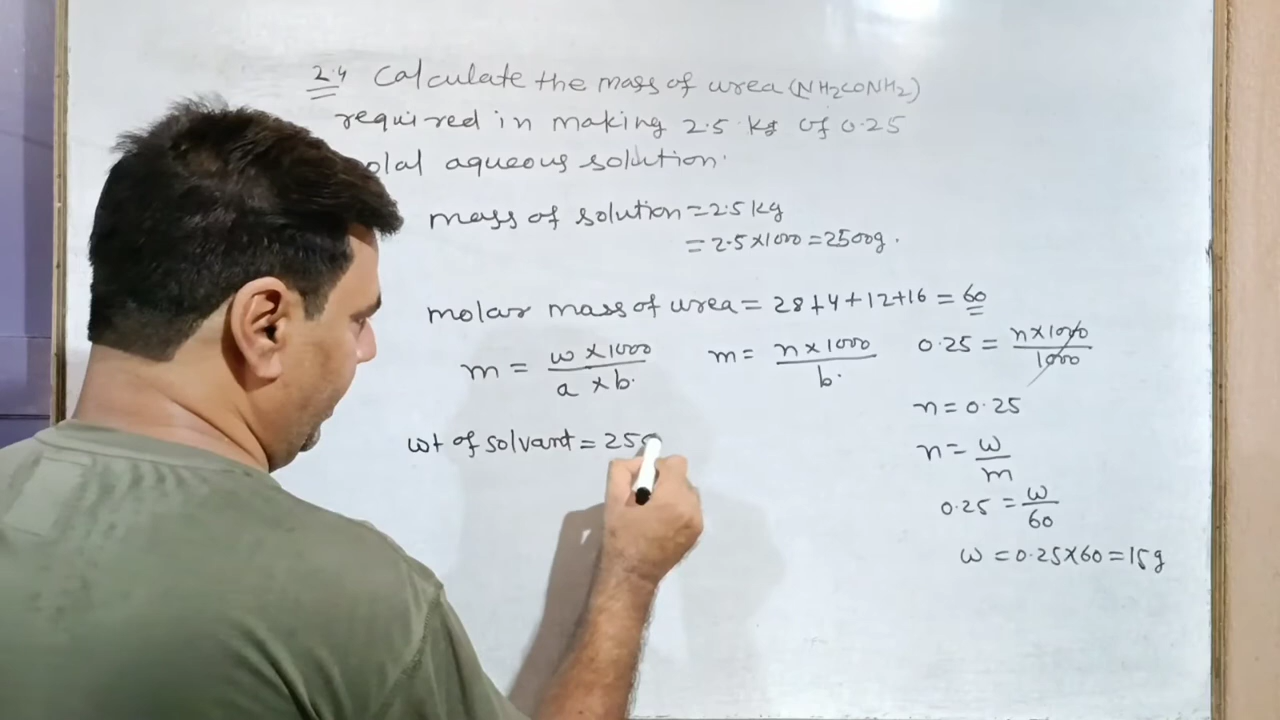 2.4 Calculate the mass of urea (NH2CONH2)
required in making 2.5 kg of 0.25
olal aqueous solution.
mass of solution = 2.5 kg
= 2.5 × 1000 = 2500g.
molar mass of urea = 28 + 4 + 12 + 16 = 60
m = w × 1000 / a × b.
m = n × 1000 / b.
0.25 = n × 1000 / 1000
n = 0.25
n = w / m
0.25 = w / 60
w = 0.25 × 60 = 15g
wt of solvant = 25